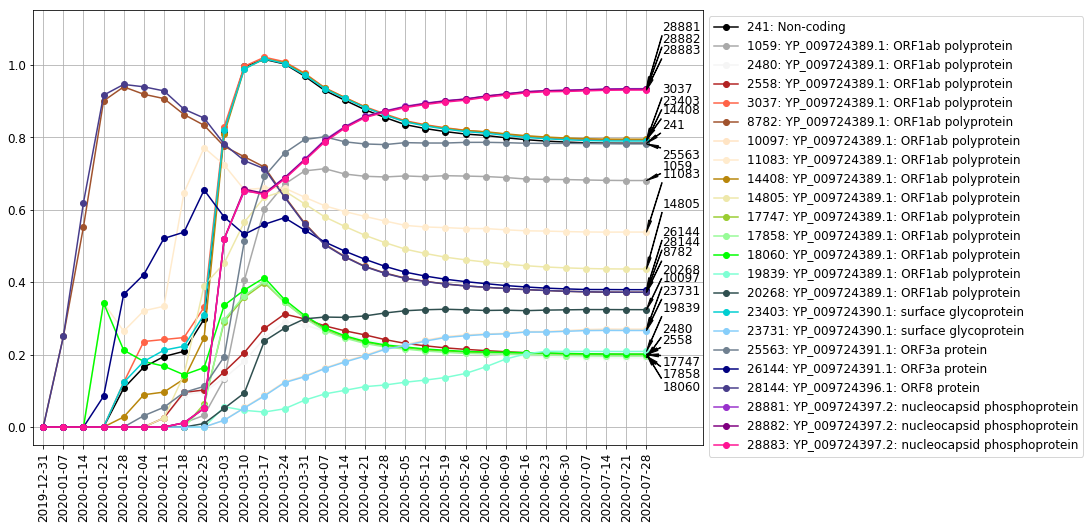 1.0
0.8
0.6
0.4
0.2
0.0
2019-12-31
2020-01-07
2020-01-14
2020-01-21
2020-01-28
2020-02-04
2020-02-11
2020-02-18
2020-02-25
2020-03-03
2020-03-10
2020-03-17
2020-03-24
2020-03-31
2020-04-07
2020-04-14
2020-04-21
2020-04-28
2020-05-05
2020-05-12
2020-05-19
2020-05-26
2020-06-02
2020-06-09
2020-06-16
2020-06-23
2020-06-30
2020-07-07
2020-07-14
2020-07-21
2020-07-28
28881
28882
28883
3037
23403
14408
241
25563
1059
11083
14805
26144
28144
8782
20268
10097
23731
19839
2480
2558
17747
17858
18060
241: Non-coding
1059: YP_009724389.1: ORF1ab polyprotein
2480: YP_009724389.1: ORF1ab polyprotein
2558: YP_009724389.1: ORF1ab polyprotein
3037: YP_009724389.1: ORF1ab polyprotein
8782: YP_009724389.1: ORF1ab polyprotein
10097: YP_009724389.1: ORF1ab polyprotein
11083: YP_009724389.1: ORF1ab polyprotein
14408: YP_009724389.1: ORF1ab polyprotein
14805: YP_009724389.1: ORF1ab polyprotein
17747: YP_009724389.1: ORF1ab polyprotein
17858: YP_009724389.1: ORF1ab polyprotein
18060: YP_009724389.1: ORF1ab polyprotein
19839: YP_009724389.1: ORF1ab polyprotein
20268: YP_009724389.1: ORF1ab polyprotein
23403: YP_009724390.1: surface glycoprotein
23731: YP_009724390.1: surface glycoprotein
25563: YP_009724391.1: ORF3a protein
26144: YP_009724391.1: ORF3a protein
28144: YP_009724396.1: ORF8 protein
28881: YP_009724397.2: nucleocapsid phosphoprotein
28882: YP_009724397.2: nucleocapsid phosphoprotein
28883: YP_009724397.2: nucleocapsid phosphoprotein